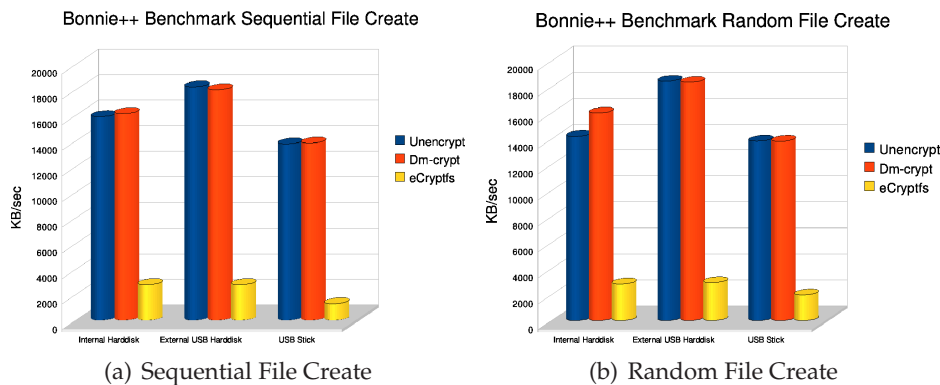 Bonnie++ Benchmark Sequential File Create
KB/sec
20000
18000
16000
14000
12000
10000
8000
6000
4000
2000
0
Internal Harddisk
External USB Harddisk
USB Stick
Unencrypt
Dm-crypt
eCryptfs
(a) Sequential File Create
Bonnie++ Benchmark Random File Create
KB/sec
20000
18000
16000
14000
12000
10000
8000
6000
4000
2000
0
Internal Harddisk
External USB Harddisk
USB Stick
Unencrypt
Dm-crypt
eCryptfs
(b) Random File Create